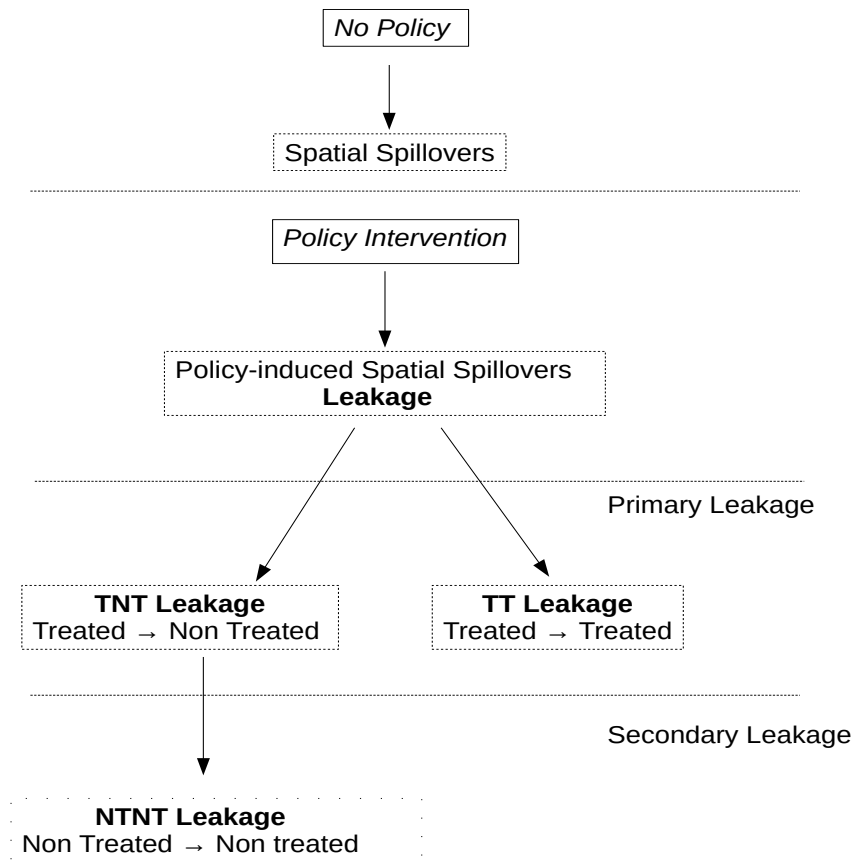 No Policy
Spatial Spillovers
Policy Intervention
Policy-induced Spatial Spillovers
Leakage
Primary Leakage
TNT Leakage
Treated → Non Treated
TT Leakage
Treated → Treated
Secondary Leakage
NTNT Leakage
Non Treated → Non treated